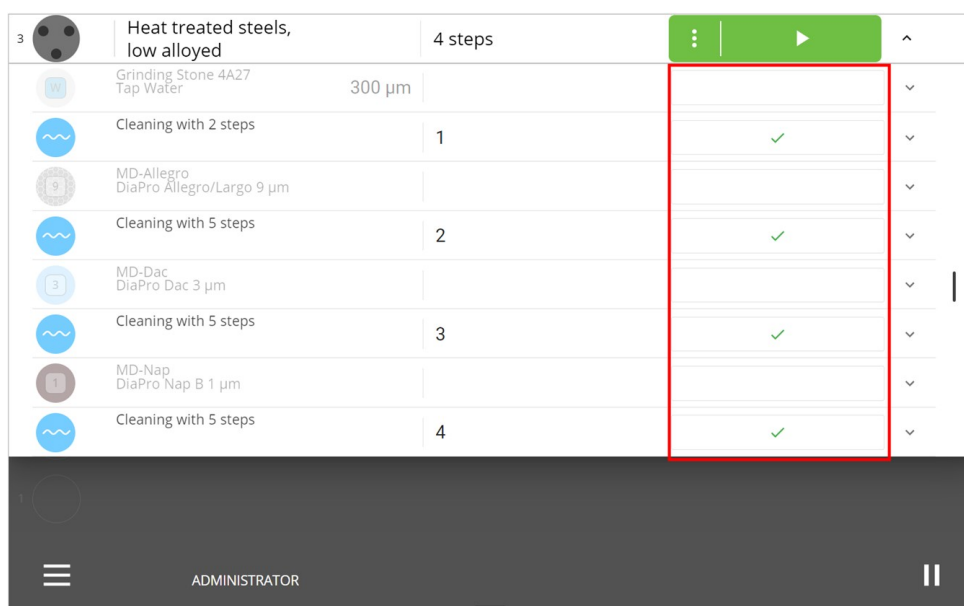 3
Heat treated steels,
low alloyed
4 steps
W
Grinding Stone 4A27
Tap Water
300 µm
Cleaning with 2 steps
1
9
MD-Allegro
DiaPro Allegro/Largo 9 µm
Cleaning with 5 steps
2
3
MD-Dac
DiaPro Dac 3 µm
Cleaning with 5 steps
3
1
MD-Nap
DiaPro Nap B 1 µm
Cleaning with 5 steps
4
1
ADMINISTRATOR